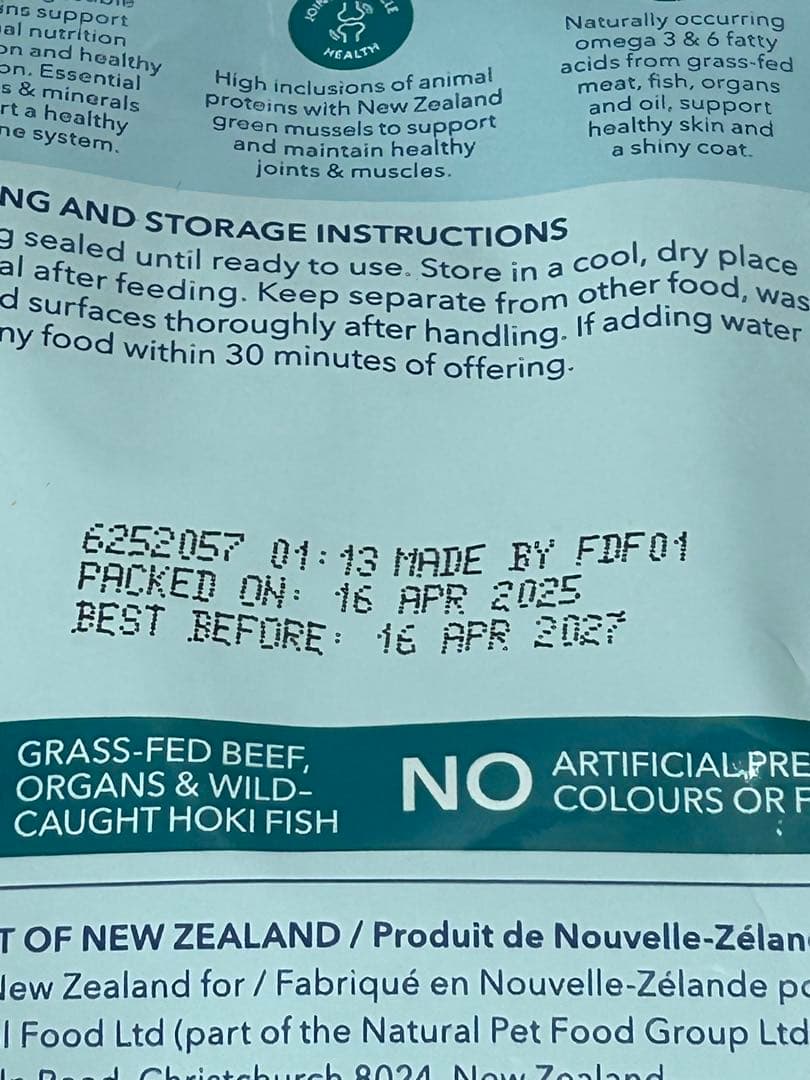 support
nutrition
and healthy
Essential
& minerals
a healthy
system.
HEALTH
High inclusions of animal
proteins with New Zealand
green mussels to support
and maintain healthy
joints & muscles.
Naturally occurring
omega 3 & 6 fatty
acids from grass-fed
meat, fish, organs
and oil, support
healthy skin and
a shiny coat.
NG AND STORAGE INSTRUCTIONS
g sealed until ready to use. Store in a cool, dry place
al after feeding. Keep separate from other food, was
d surfaces thoroughly after handling. If adding water
ny food within 30 minutes of offering.
6252057 01:13 MADE BY FDF01
PACKED ON: 16 APR 2025
BEST BEFORE: 16 APR 2027
GRASS-FED BEEF,
ORGANS & WILD-
CAUGHT HOKI FISH
NO
ARTIFICIAL PRE
COLOURS OR F
T OF NEW ZEALAND / Produit de Nouvelle-Zélan
New Zealand for / Fabriqué en Nouvelle-Zélande
l Food Ltd (part of the Natural Pet Food Group Ltd
Christchurch 8024, New Zealand